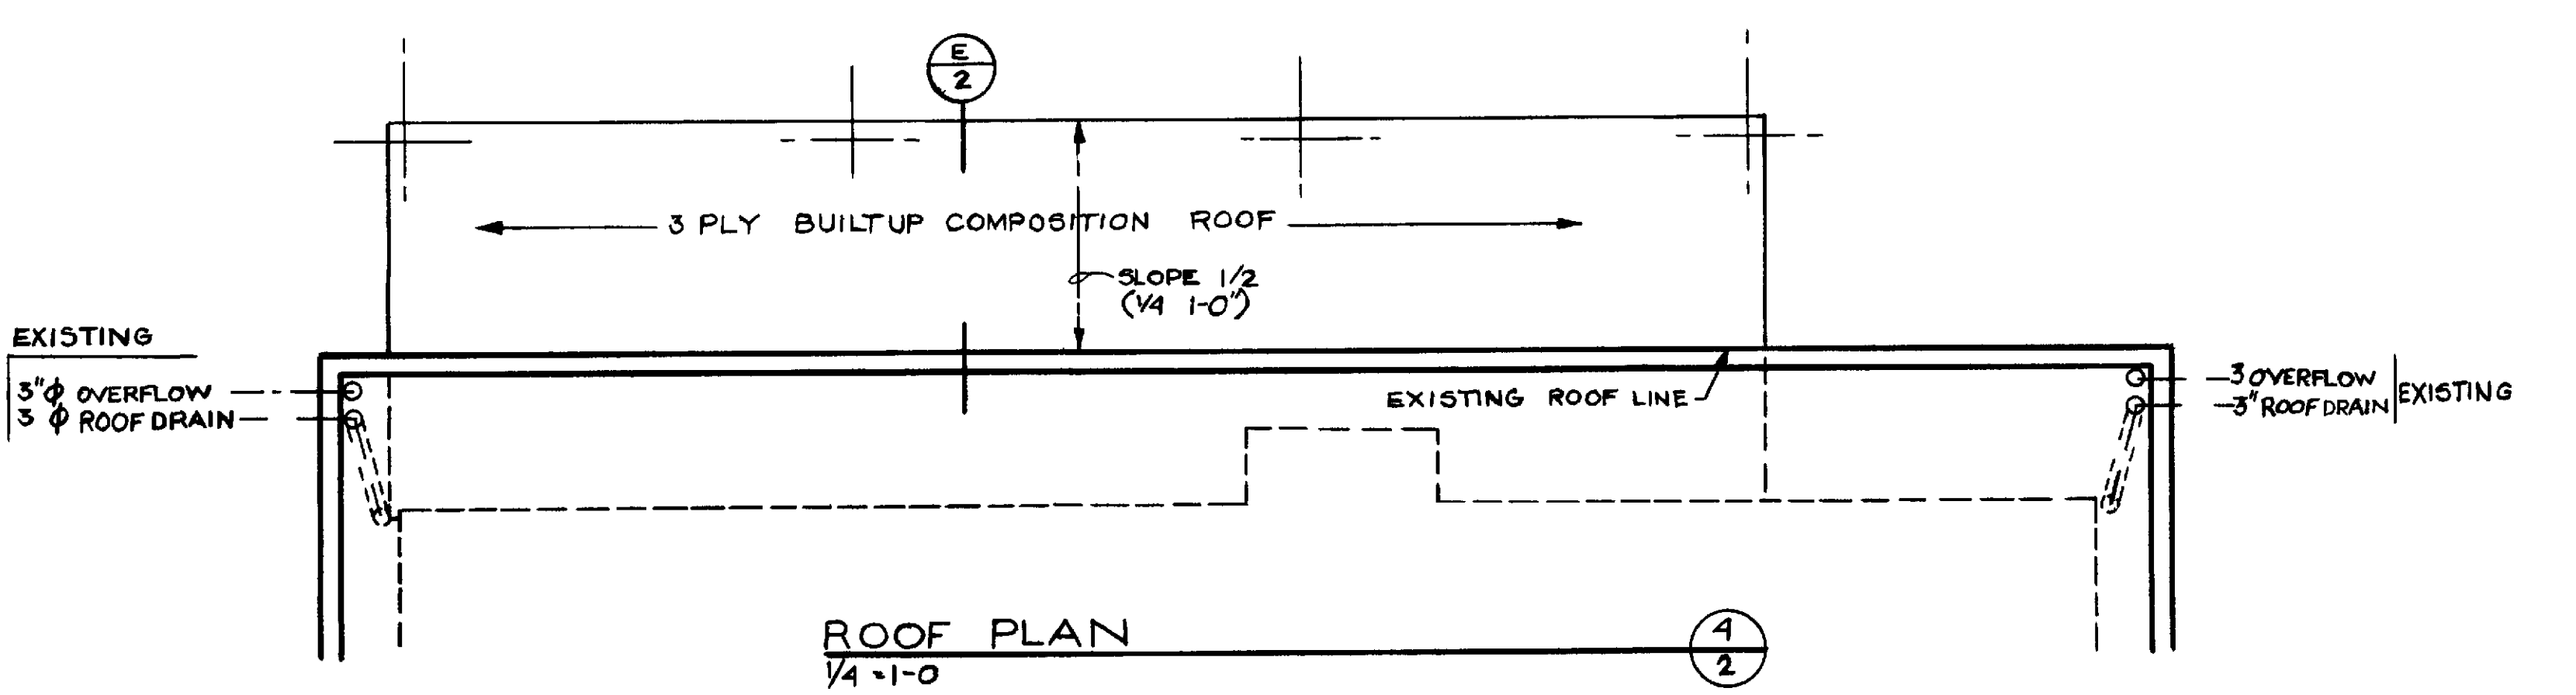 E
2
3 PLY BUILTUP COMPOSITION ROOF
SLOPE 1/2
(1/4 1-0")
EXISTING
3"ϕ OVERFLOW
3 ϕ ROOF DRAIN
EXISTING ROOF LINE
3 OVERFLOW
3" ROOF DRAIN
EXISTING
ROOF PLAN
1/4 = 1-0
4
2